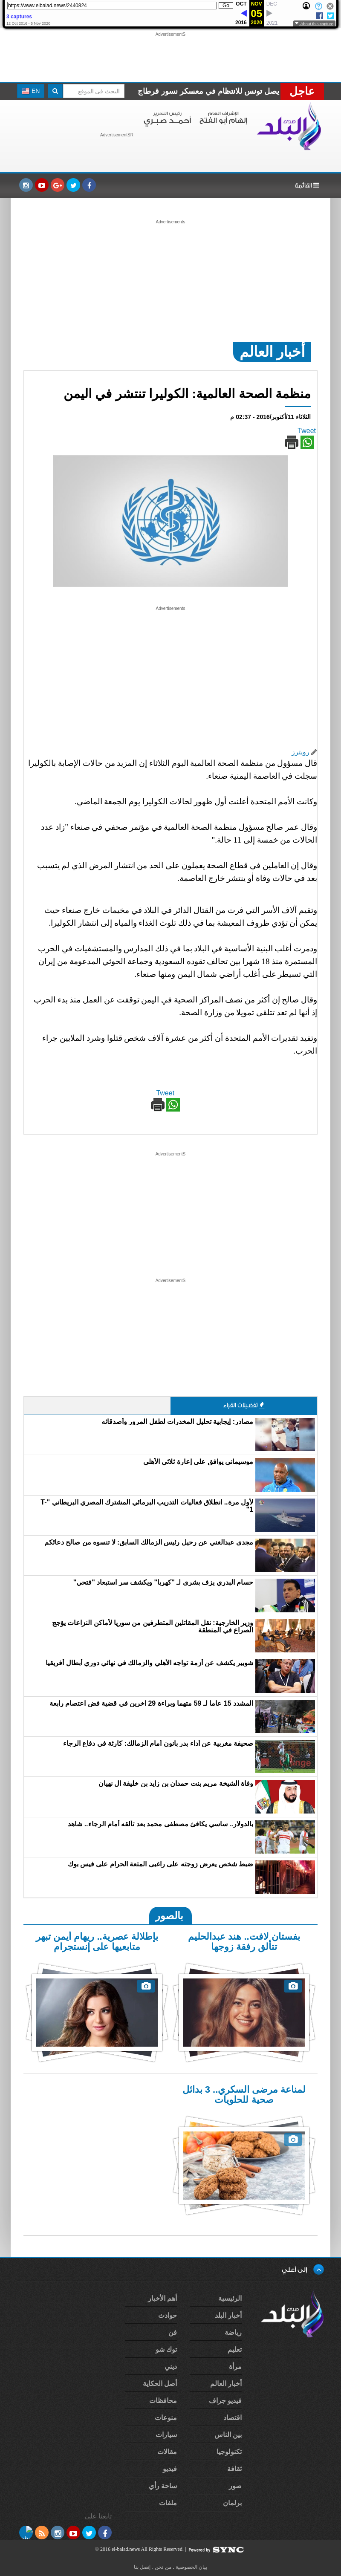 https://www.elbalad.news/2440824
Go
OCT NOV DEC
05
2016 2020 2021
3 captures
12 Oct 2016 - 5 Nov 2020
About this capture
AdvertisementS
عاجل
يصل تونس للانتظام في معسكر نسور قرطاج
البحث فى الموقع
EN
صدى البلد
الإشراف العام
إلهام أبو الفتح
رئيس التحرير
أحمـد صبـري
AdvertisementSR
القائمة
Advertisements
أخبار العالم
منظمة الصحة العالمية: الكوليرا تنتشر في اليمن
الثلاثاء 11/أكتوبر/2016 - 02:37 م
Tweet
Advertisements
رويترز
قال مسؤول من منظمة الصحة العالمية اليوم الثلاثاء إن المزيد من حالات الإصابة بالكوليرا
سجلت في العاصمة اليمنية صنعاء.
وكانت الأمم المتحدة أعلنت أول ظهور لحالات الكوليرا يوم الجمعة الماضي.
وقال عمر صالح مسؤول منظمة الصحة العالمية في مؤتمر صحفي في صنعاء "زاد عدد
الحالات من خمسة إلى 11 حالة."
وقال إن العاملين في قطاع الصحة يعملون على الحد من انتشار المرض الذي لم يتسبب
بعد في حالات وفاة أو ينتشر خارج العاصمة.
وتقيم آلاف الأسر التي فرت من القتال الدائر في البلاد في مخيمات خارج صنعاء حيث
يمكن أن تؤدي ظروف المعيشة بما في ذلك تلوث الغذاء والمياه إلى انتشار الكوليرا.
ودمرت أغلب البنية الأساسية في البلاد بما في ذلك المدارس والمستشفيات في الحرب
المستمرة منذ 18 شهرا بين تحالف تقوده السعودية وجماعة الحوثي المدعومة من إيران
التي تسيطر على أغلب أراضي شمال اليمن ومنها صنعاء.
وقال صالح إن أكثر من نصف المراكز الصحية في اليمن توقفت عن العمل منذ بدء الحرب
إذ أنها لم تعد تتلقى تمويلا من وزارة الصحة.
وتفيد تقديرات الأمم المتحدة أن أكثر من عشرة آلاف شخص قتلوا وشرد الملايين جراء
الحرب.
Tweet
AdvertisementS
AdvertisementS
تفضيلات القراء
مصادر: إيجابية تحليل المخدرات لطفل المرور وأصدقائه
موسيماني يوافق على إعارة ثلاثي الأهلي
لأول مرة.. انطلاق فعاليات التدريب البرمائي المشترك المصري البريطاني "T-
1"
مجدى عبدالغني عن رحيل رئيس الزمالك السابق: لا تنسوه من صالح دعائكم
حسام البدري يزف بشرى لـ "كهربا" ويكشف سر استبعاد "فتحي"
وزير الخارجية: نقل المقاتلين المتطرفين من سوريا لأماكن النزاعات يؤجج
الصراع في المنطقة
شوبير يكشف عن أزمة تواجه الأهلي والزمالك في نهائي دوري أبطال أفريقيا
المشدد 15 عاما لـ 59 متهما وبراءة 29 آخرين في قضية فض اعتصام رابعة
صحيفة مغربية عن أداء بدر بانون أمام الزمالك: كارثة في دفاع الرجاء
وفاة الشيخة مريم بنت حمدان بن زايد بن خليفة آل نهيان
بالدولار.. ساسي يكافئ مصطفى محمد بعد تألقه أمام الرجاء.. شاهد
ضبط شخص يعرض زوجته على راغبى المتعة الحرام على فيس بوك
بالصور
بفستان لافت.. هند عبدالحليم
تتألق رفقة زوجها
بإطلالة عصرية.. ريهام أيمن تبهر
متابعيها على إنستجرام
لمناعة مرضى السكري.. 3 بدائل
صحية للحلويات
إلى أعلي
صدى البلد
الرئيسية
أخبار البلد
رياضة
تعليم
مرأة
أخبار العالم
فيديو جراف
اقتصاد
بين الناس
تكنولوجيا
ثقافة
صور
برلمان
أهم الأخبار
حوادث
فن
توك شو
ديني
أصل الحكاية
محافظات
منوعات
سيارات
مقالات
فيديو
ساحة رأي
ملفات
تابعنا على
© 2016 el-balad.news All Rights Reserved. | Powered by SYNC
بيان الخصوصية . من نحن . إتصل بنا